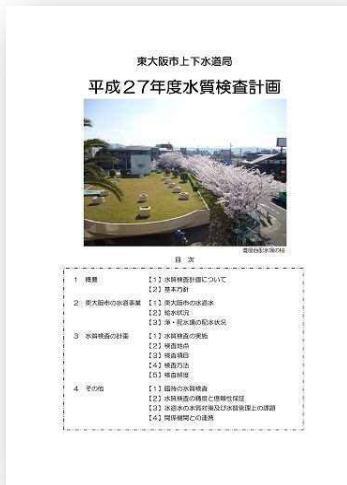 東大阪市上下水道局
平成27年度水質検査計画
目 次
1 概要 【1】水質検査計画について
【2】基本方針
2 東大阪市の水道事業 【1】東大阪市の水道水
【2】給水状況
【3】浄・配水場の配水状況
3 水質検査の計画 【1】水質検査の実施
【2】検査地点
【3】検査項目
【4】検査方法
【5】検査頻度
4 その他 【1】臨時の水質検査
【2】水質検査の精度と信頼性保証
【3】水道水の水質対策及び水質管理上の課題
【4】関係機関との連携